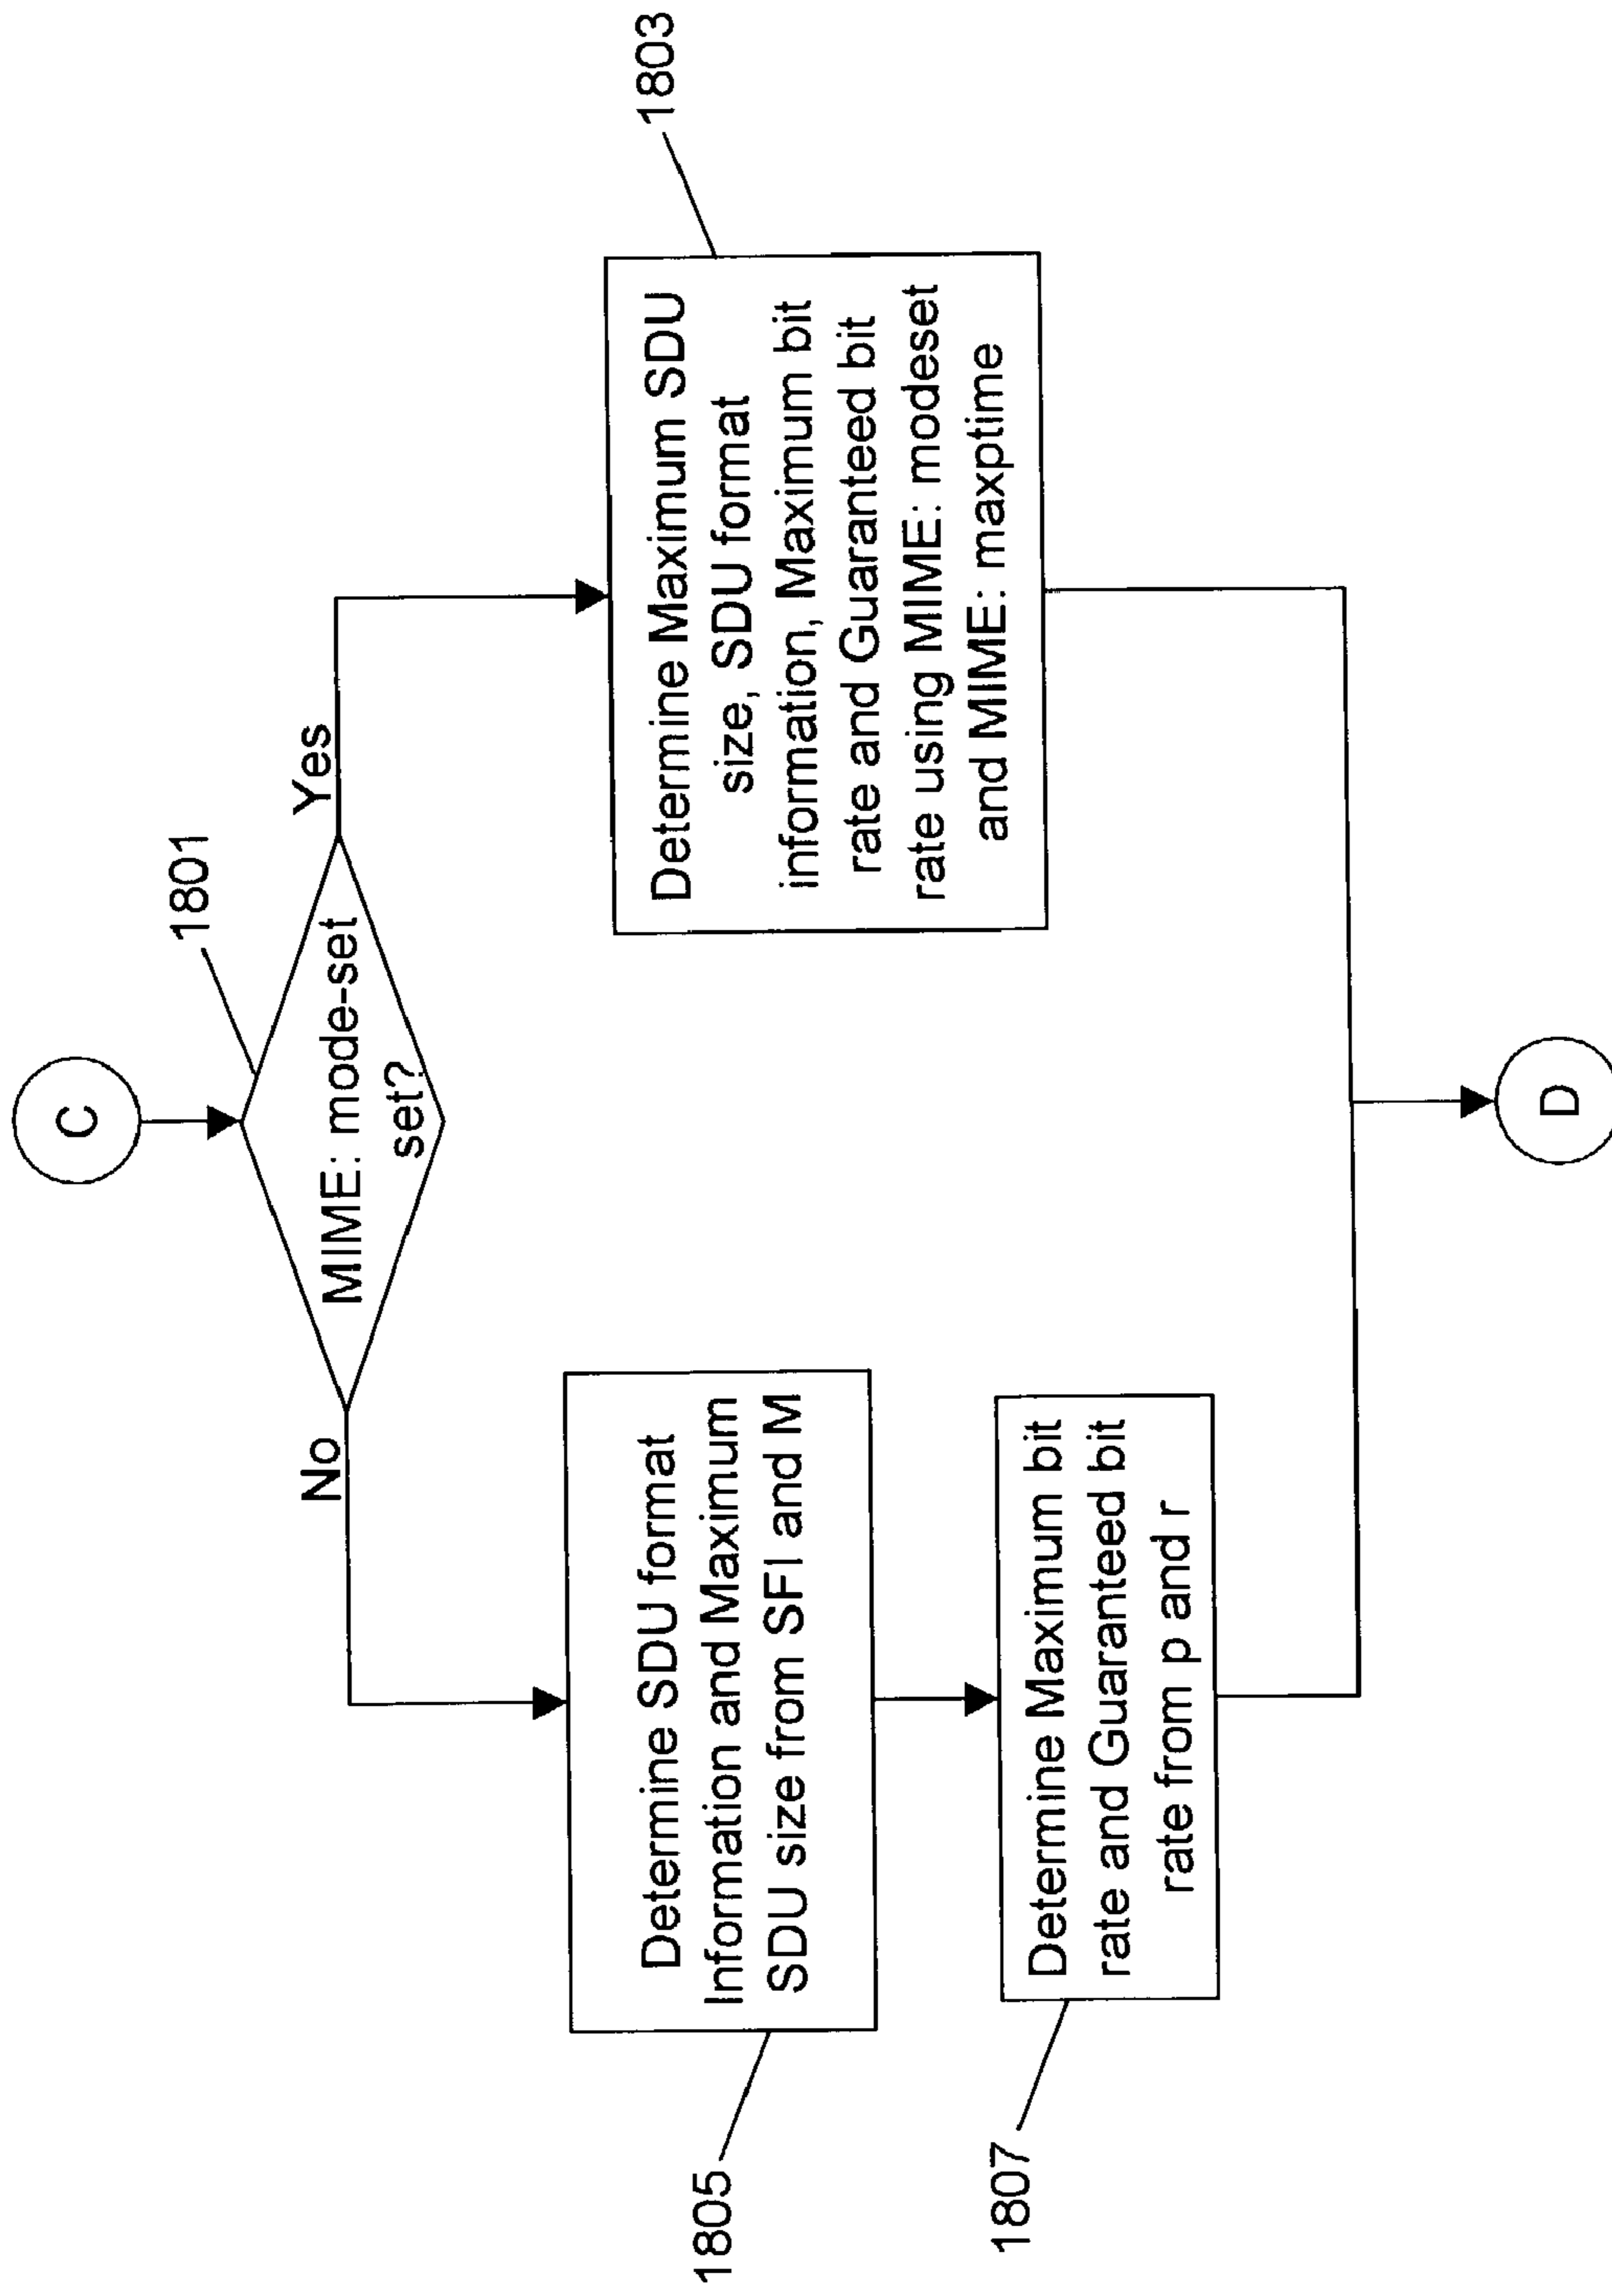 C
1801
MIME: mode-set
set?
No
Yes
1803
Determine Maximum SDU
size, SDU format
information, Maximum bit
rate and Guaranteed bit
rate using MIME: modeset
and MIME: maxptime
1805
Determine SDU format
Information and Maximum
SDU size from SFI and M
1807
Determine Maximum bit
rate and Guaranteed bit
rate from p and r
D